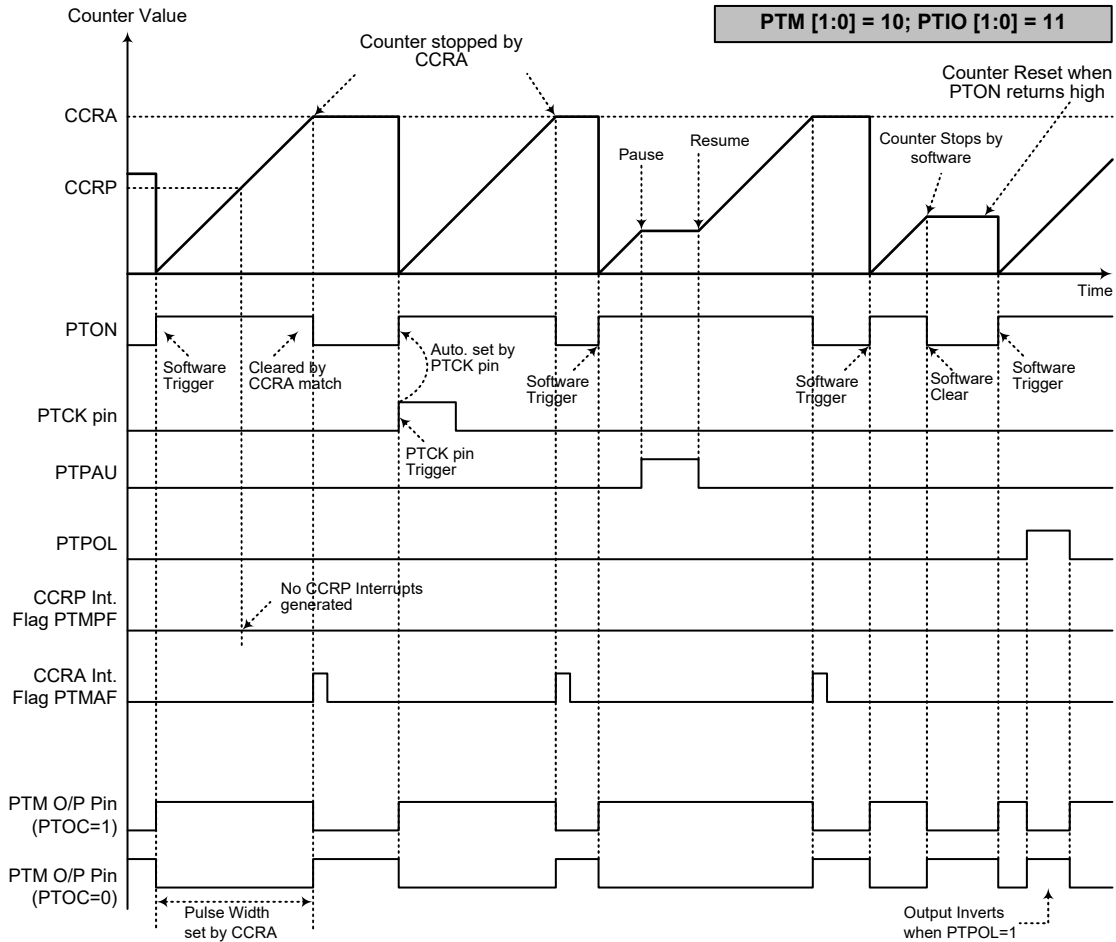 Counter Value
PTM [1:0] = 10; PTIO [1:0] = 11
Counter stopped by
CCRA
Counter Reset when
PTON returns high
CCRA
Pause
Resume
Counter Stops by
software
CCRP
Time
PTON
Software
Trigger
Cleared by
CCRA match
Auto. set by
PTCK pin
Software
Trigger
Software
Trigger
Software
Clear
Software
Trigger
PTCK pin
PTCK pin
Trigger
PTPAU
PTPOL
CCRP Int.
Flag PTMPF
No CCRP Interrupts
generated
CCRA Int.
Flag PTMAF
PTM O/P Pin
(PTOC=1)
PTM O/P Pin
(PTOC=0)
Pulse Width
set by CCRA
Output Inverts
when PTPOL=1